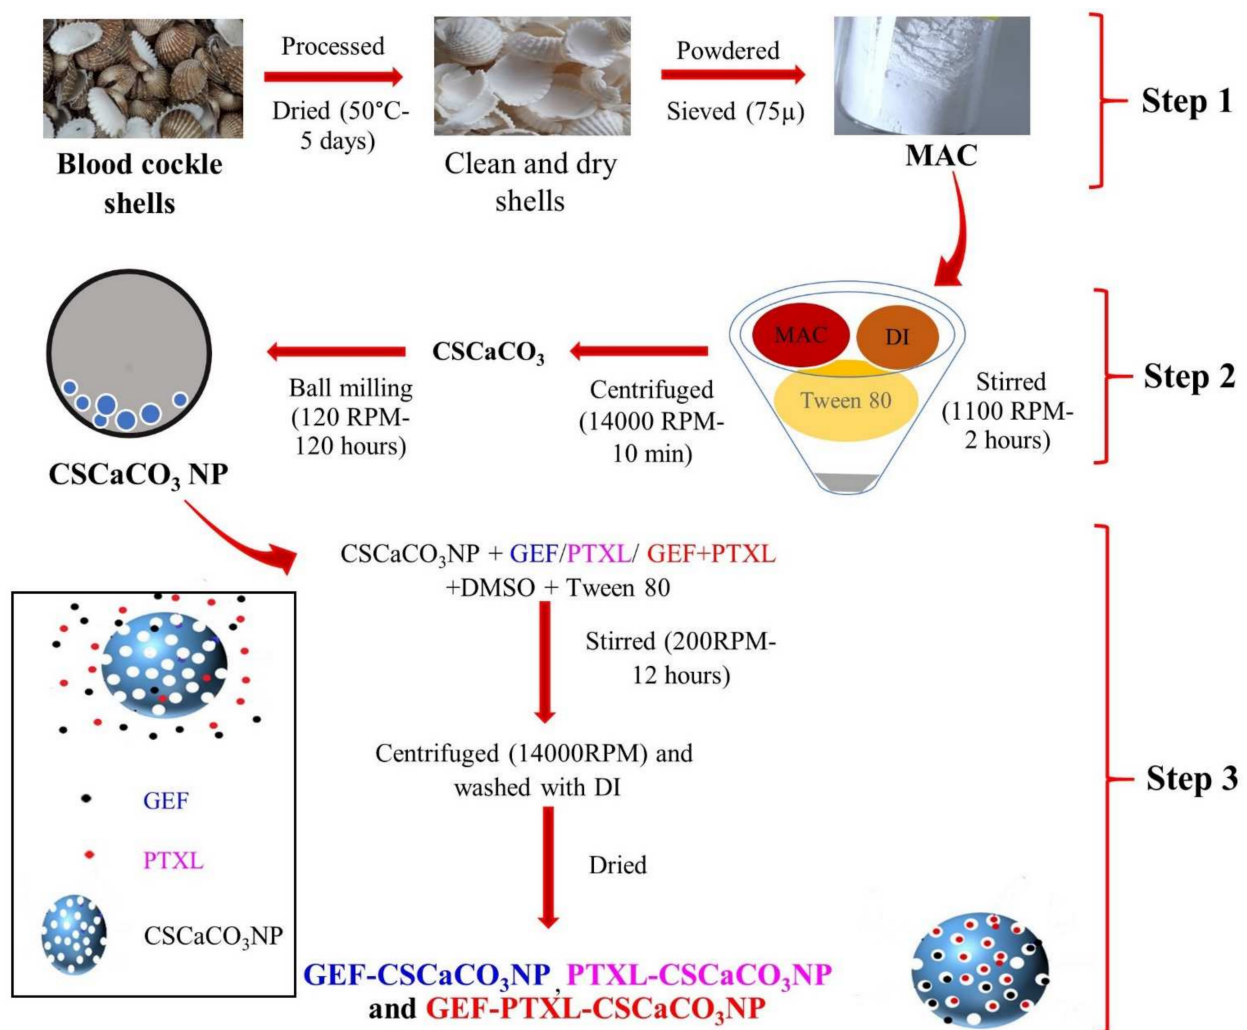 Processed
Dried (50°C-
5 days)
Powdered
Sieved (75µ)
Step 1
Blood cockle
shells
Clean and dry
shells
MAC
MAC
DI
Tween 80
Stirred
(1100 RPM-
2 hours)
Step 2
Centrifuged
(14000 RPM-
10 min)
CSCaCO₃
Ball milling
(120 RPM-
120 hours)
CSCaCO₃ NP
CSCaCO₃NP + GEF/PTXL/ GEF+PTXL
+DMSO + Tween 80
Stirred (200RPM-
12 hours)
Centrifuged (14000RPM) and
washed with DI
Dried
Step 3
GEF
PTXL
CSCaCO₃NP
GEF-CSCaCO₃NP, PTXL-CSCaCO₃NP
and GEF-PTXL-CSCaCO₃NP